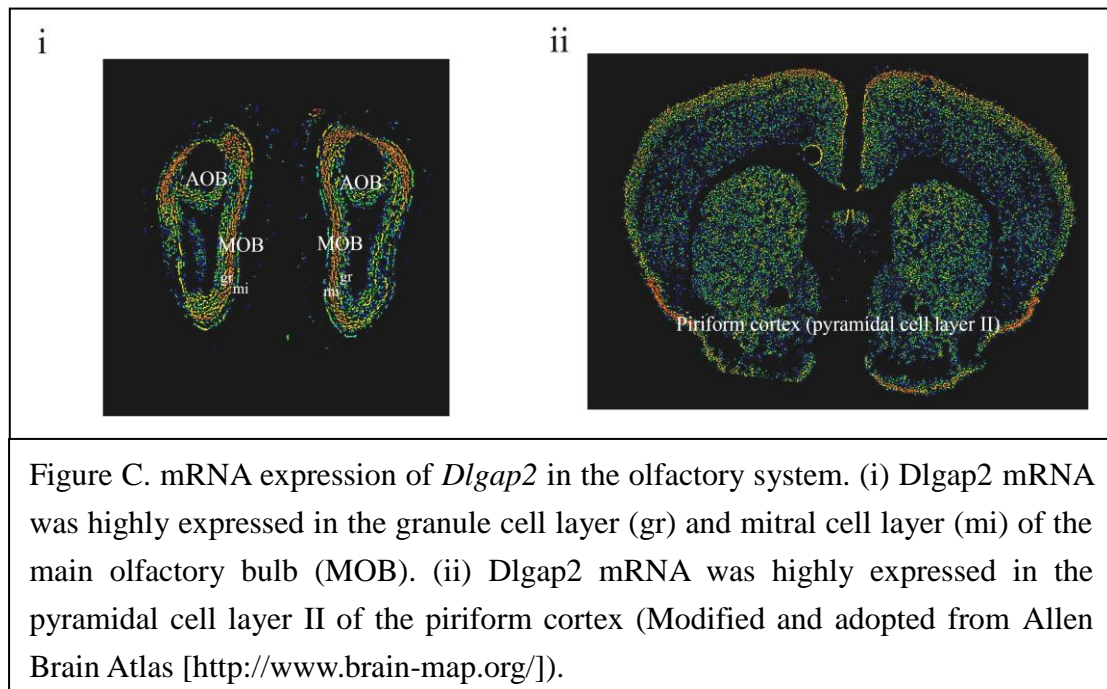 i
ii
AOB
AOB
MOB
MOB
gr
gr
mi
mi
Piriform cortex (pyramidal cell layer II)
Figure C. mRNA expression of Dlgap2 in the olfactory system. (i) Dlgap2 mRNA
was highly expressed in the granule cell layer (gr) and mitral cell layer (mi) of the
main olfactory bulb (MOB). (ii) Dlgap2 mRNA was highly expressed in the
pyramidal cell layer II of the piriform cortex (Modified and adopted from Allen
Brain Atlas [http://www.brain-map.org/]).